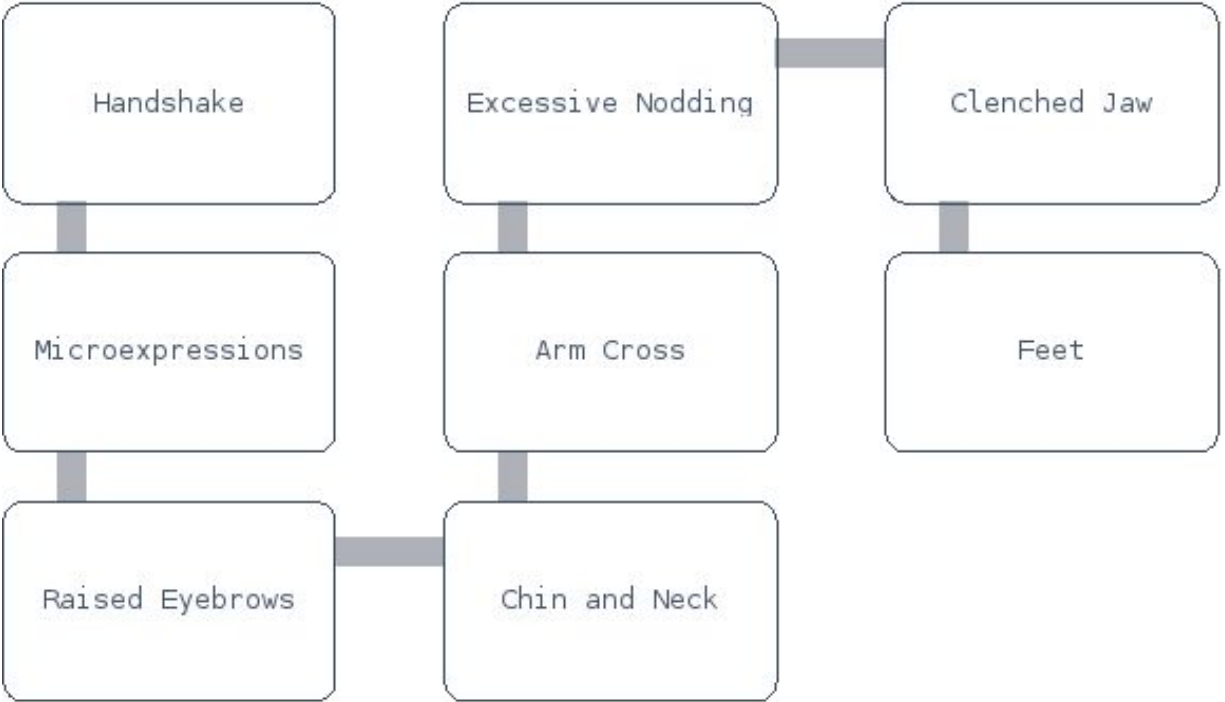 Handshake
Microexpressions
Raised Eyebrows
Chin and Neck
Arm Cross
Excessive Nodding
Clenched Jaw
Feet